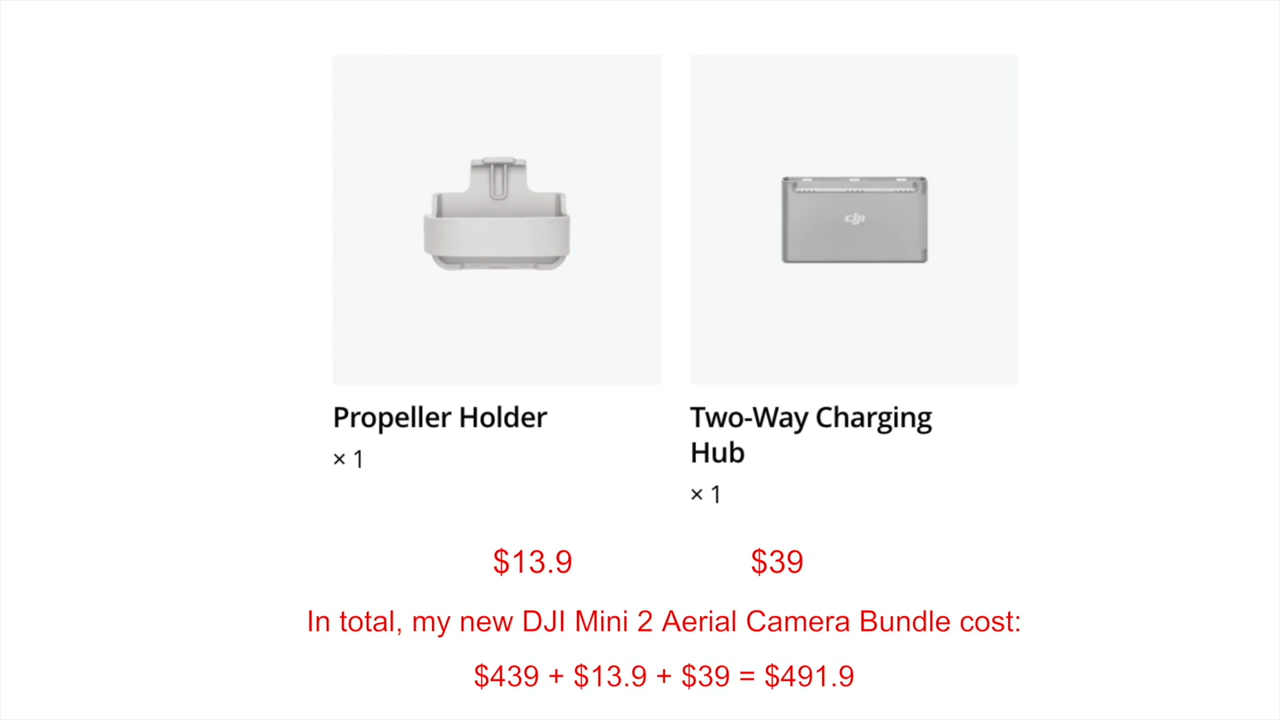 dji
Propeller Holder
× 1
Two-Way Charging
Hub
× 1
$13.9
$39
In total, my new DJI Mini 2 Aerial Camera Bundle cost:
$439 + $13.9 + $39 = $491.9